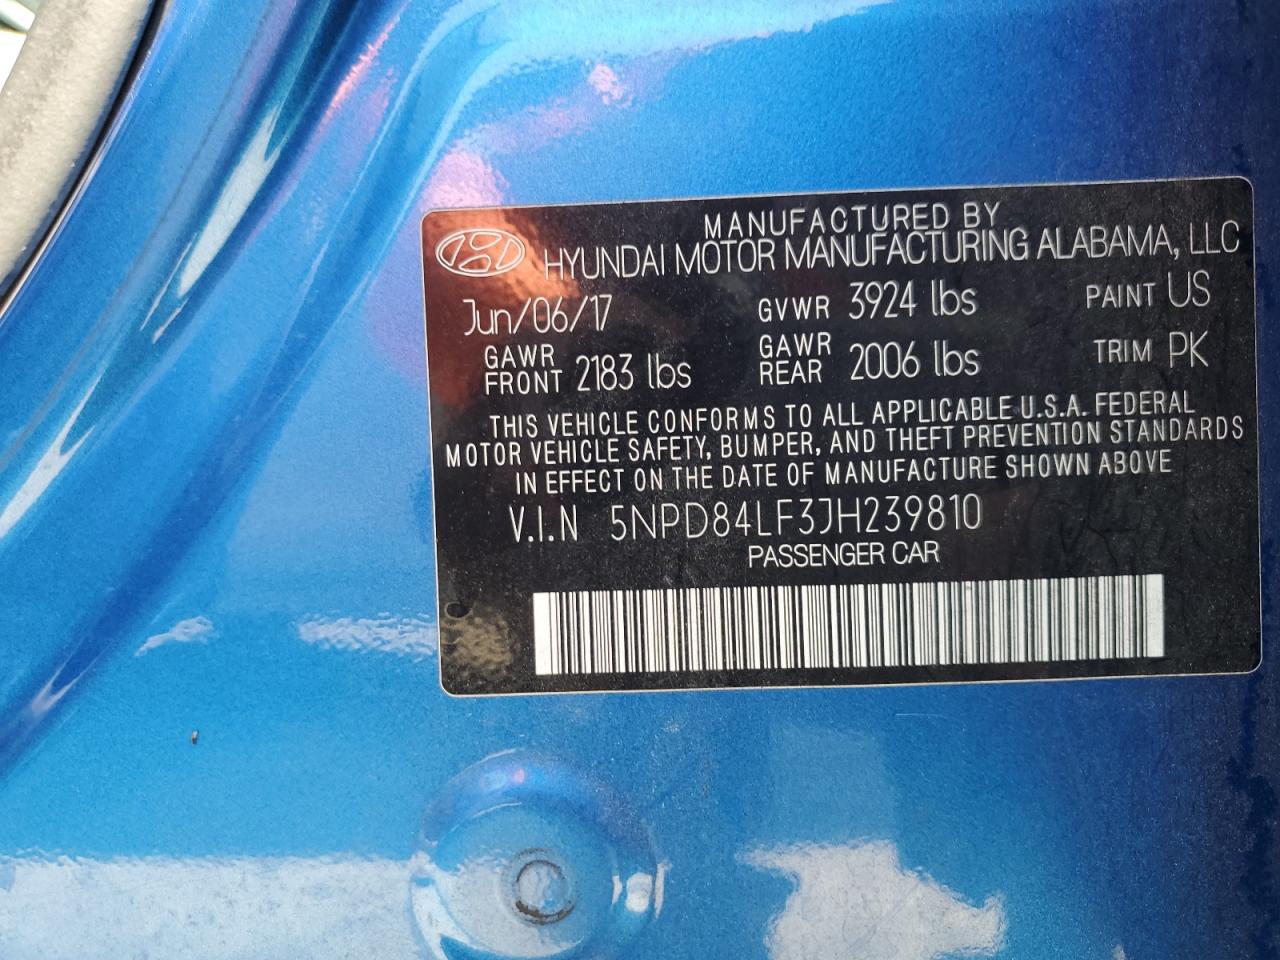 MANUFACTURED BY
HYUNDAI MOTOR MANUFACTURING ALABAMA, LLC
Jun/06/17 GVWR 3924 lbs PAINT US
GAWR FRONT 2183 lbs GAWR REAR 2006 lbs TRIM PK
THIS VEHICLE CONFORMS TO ALL APPLICABLE U.S.A. FEDERAL
MOTOR VEHICLE SAFETY, BUMPER, AND THEFT PREVENTION STANDARDS
IN EFFECT ON THE DATE OF MANUFACTURE SHOWN ABOVE
V.I.N 5NPD84LF3JH239810
PASSENGER CAR